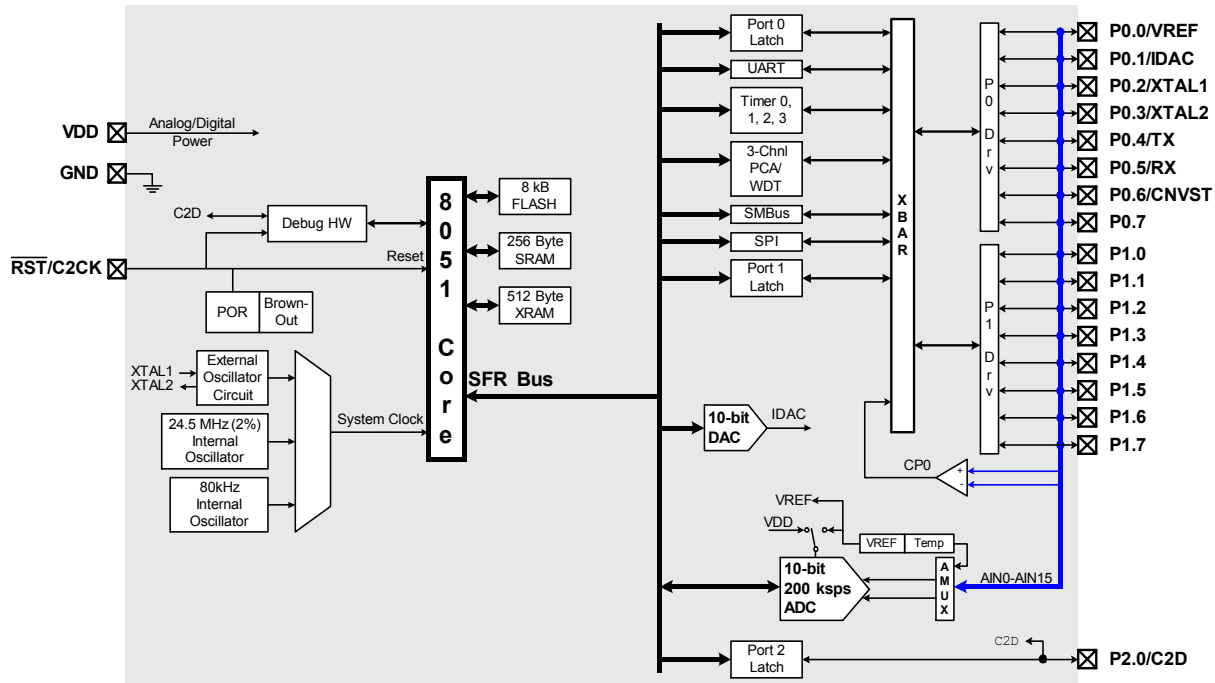 VDD
Analog/Digital
Power
GND
C2D
Debug HW
RST/C2CK
Reset
POR
Brown-
Out
XTAL1
XTAL2
External
Oscillator
Circuit
24.5 MHz (2%)
Internal
Oscillator
80kHz
Internal
Oscillator
System Clock
8
0
5
1
C
o
r
e
8 kB
FLASH
256 Byte
SRAM
512 Byte
XRAM
SFR Bus
Port 0
Latch
UART
Timer 0,
1, 2, 3
3-Chnl
PCA/
WDT
SMBus
SPI
Port 1
Latch
X
B
A
R
P
0
D
r
v
P
1
D
r
v
10-bit
DAC
IDAC
CP0
+
-
VREF
VDD
VREF
Temp
10-bit
200 ksps
ADC
A
M
U
X
AIN0-AIN15
Port 2
Latch
C2D
P0.0/VREF
P0.1/IDAC
P0.2/XTAL1
P0.3/XTAL2
P0.4/TX
P0.5/RX
P0.6/CNVST
P0.7
P1.0
P1.1
P1.2
P1.3
P1.4
P1.5
P1.6
P1.7
P2.0/C2D